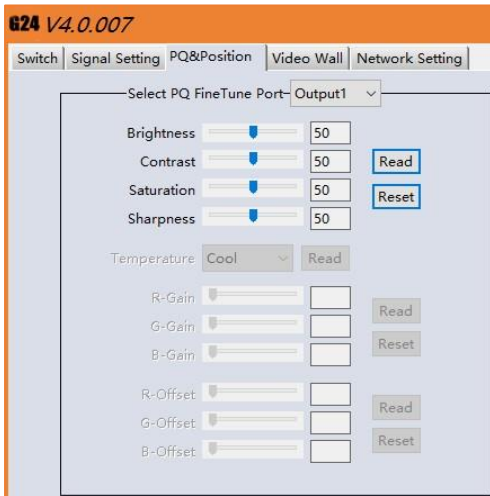 G24 V4.0.007
Switch Signal Setting PQ&Position Video Wall Network Setting
Select PQ FineTune Port Output1
Brightness 50
Contrast 50 Read
Saturation 50 Reset
Sharpness 50
Temperature Cool Read
R-Gain
Read
G-Gain
Reset
B-Gain
R-Offset
Read
G-Offset
Reset
B-Offset